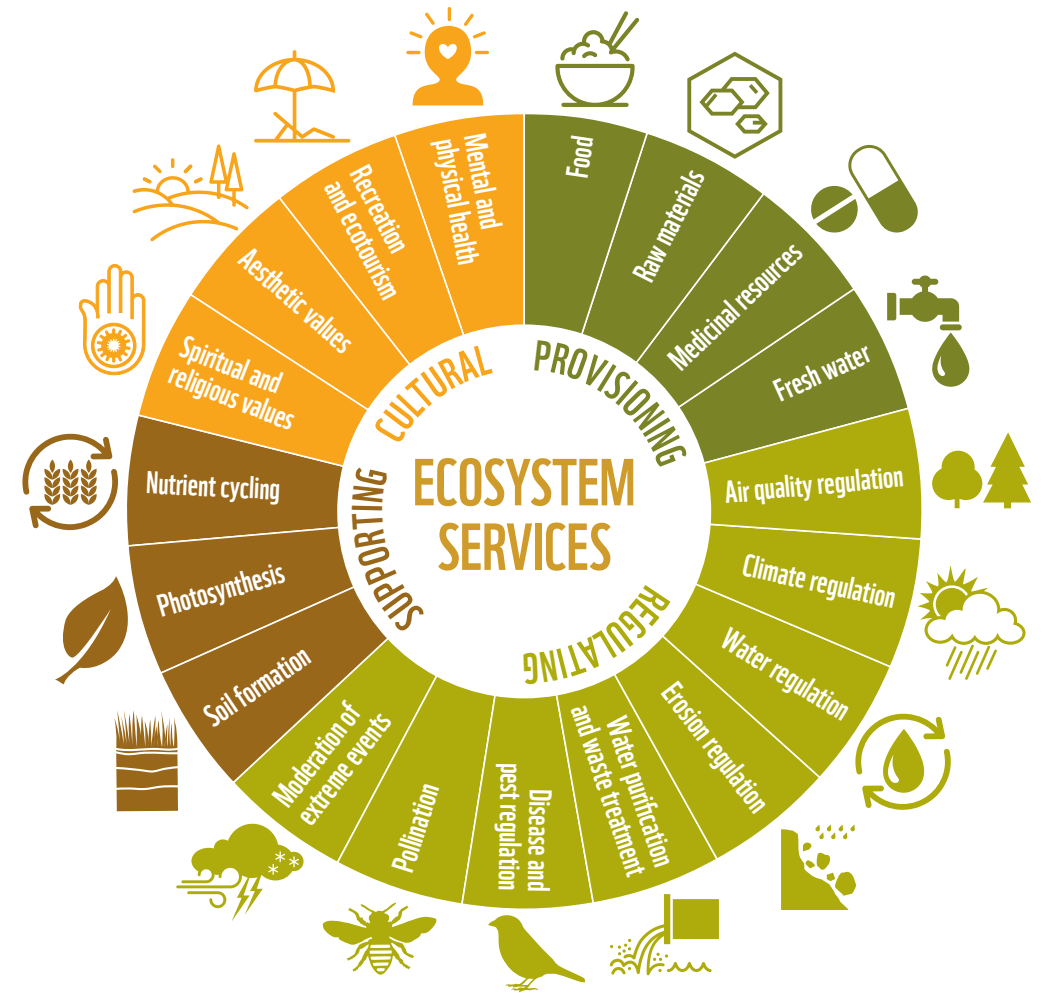 ECOSYSTEM
SERVICES
PROVISIONING
Food
Raw materials
Medicinal resources
Fresh water
REGULATING
Air quality regulation
Climate regulation
Water regulation
Erosion regulation
Water purification
and waste treatment
Disease and
pest regulation
Pollination
Moderation of
extreme events
SUPPORTING
Soil formation
Photosynthesis
Nutrient cycling
CULTURAL
Spiritual and
religious values
Aesthetic values
Recreation
and ecotourism
Mental and
physical health